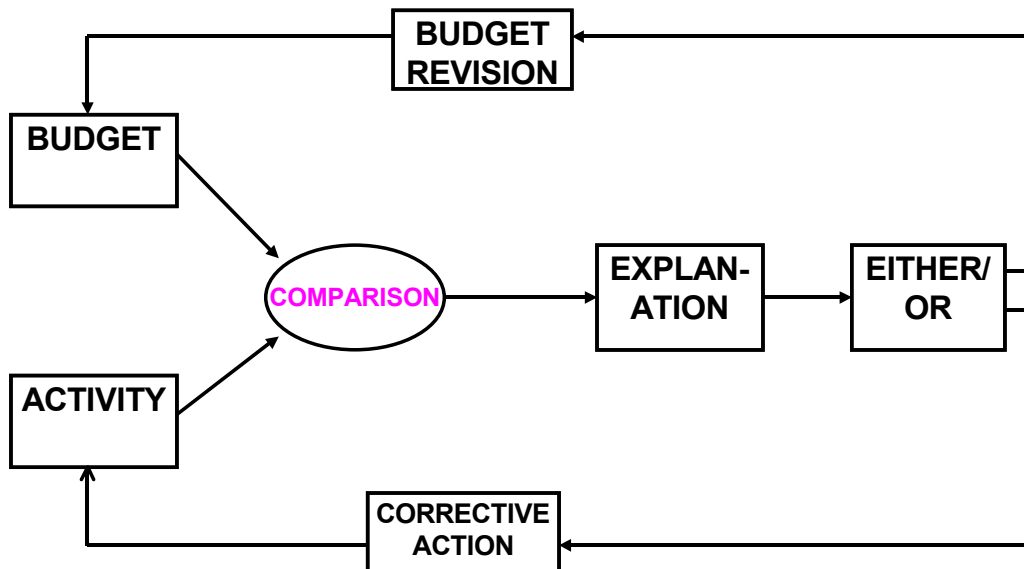 BUDGET
REVISION
BUDGET
COMPARISON
EXPLAN-
ATION
EITHER/
OR
ACTIVITY
CORRECTIVE
ACTION